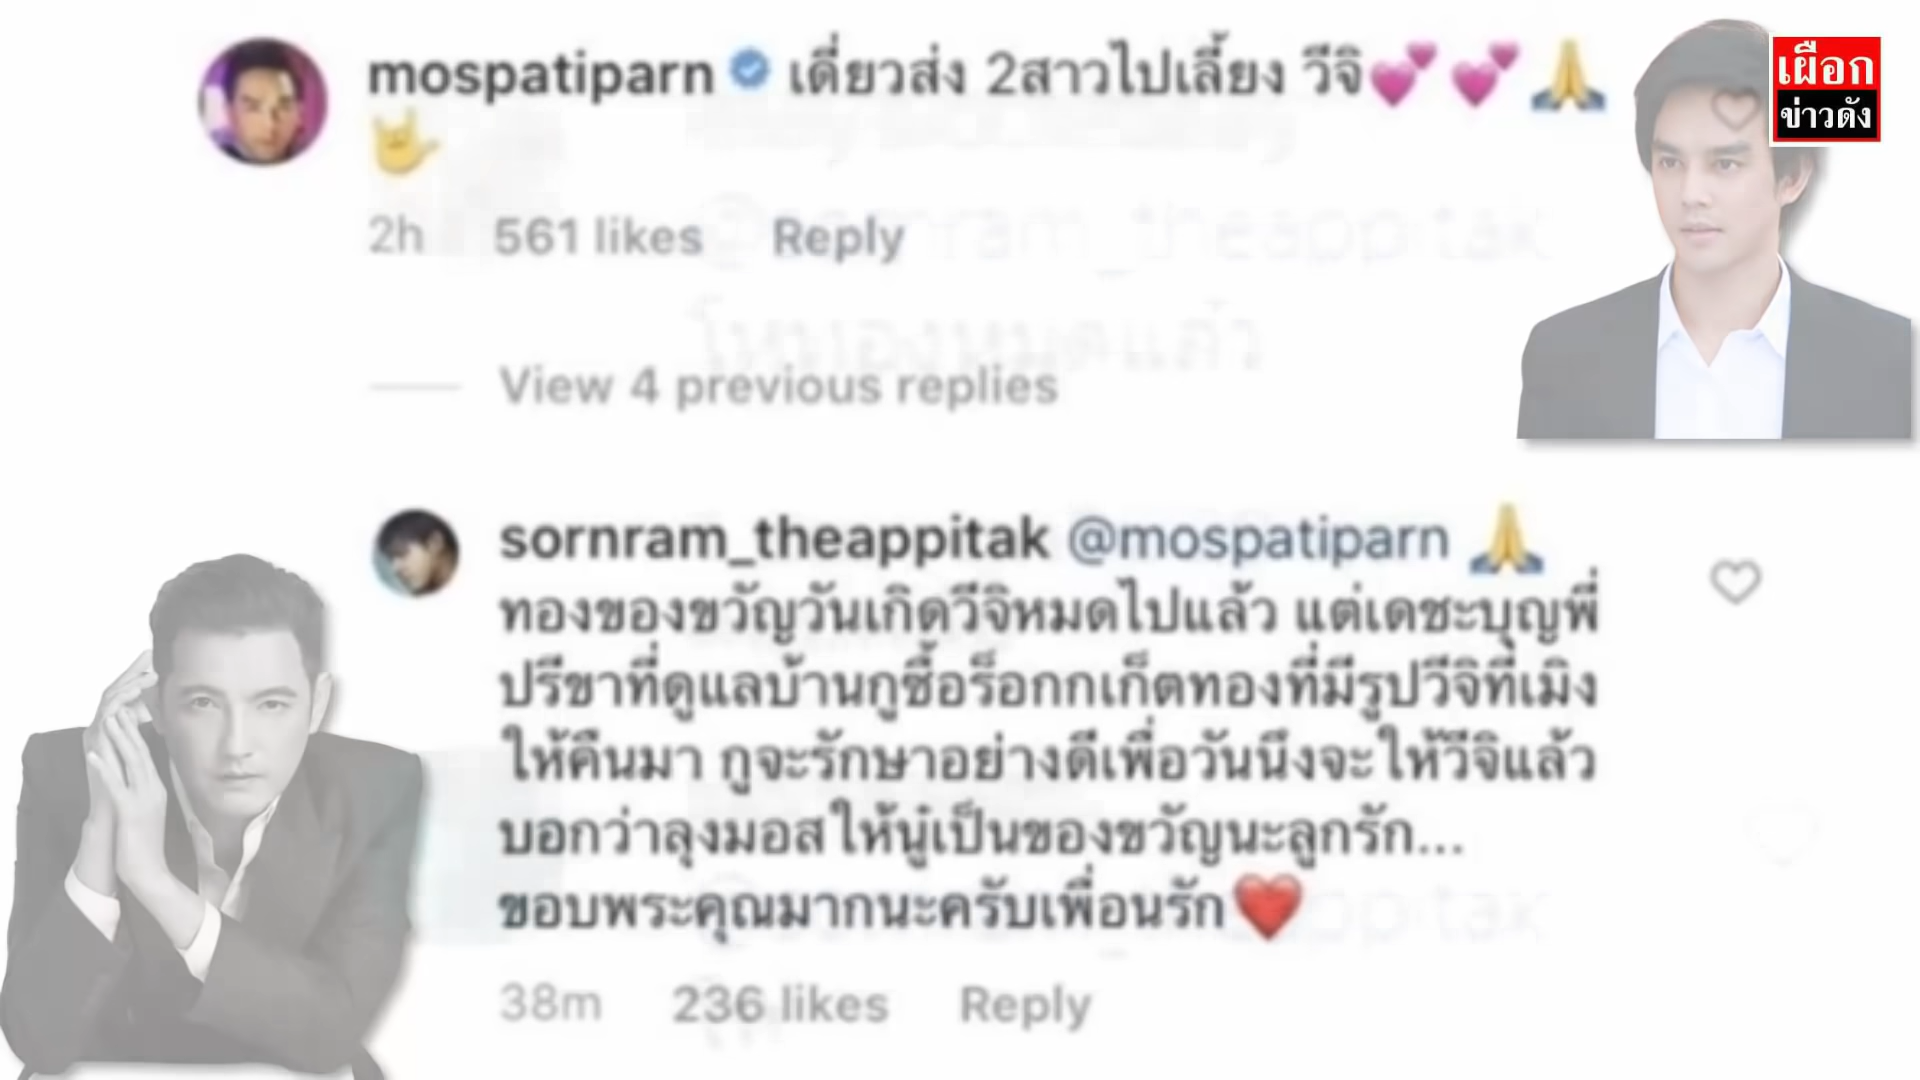 mospatiparn เดี่ยวส่ง 2สาวไปเลี้ยง วีจิ💕💕🙏
🤟
2h 561 likes Reply
View 4 previous replies
sornram_theappitak @mospatiparn 🙏
ทองของขวัญวันเกิดวีจิหมดไปแล้ว แต่เดชะบุญพี่
ปรีขาที่ดูแลบ้านกูซื้อร็อกกเก็ตทองที่มีรูปวีจิที่เมิง
ให้คืนมา กูจะรักษาอย่างดีเพื่อวันนึงจะให้วีจิแล้ว
บอกว่าลุงมอสให้นู๋เป็นของขวัญนะลูกรัก...
ขอบพระคุณมากนะครับเพื่อนรัก❤️
38m 236 likes Reply
เผือก
ข่าวดัง